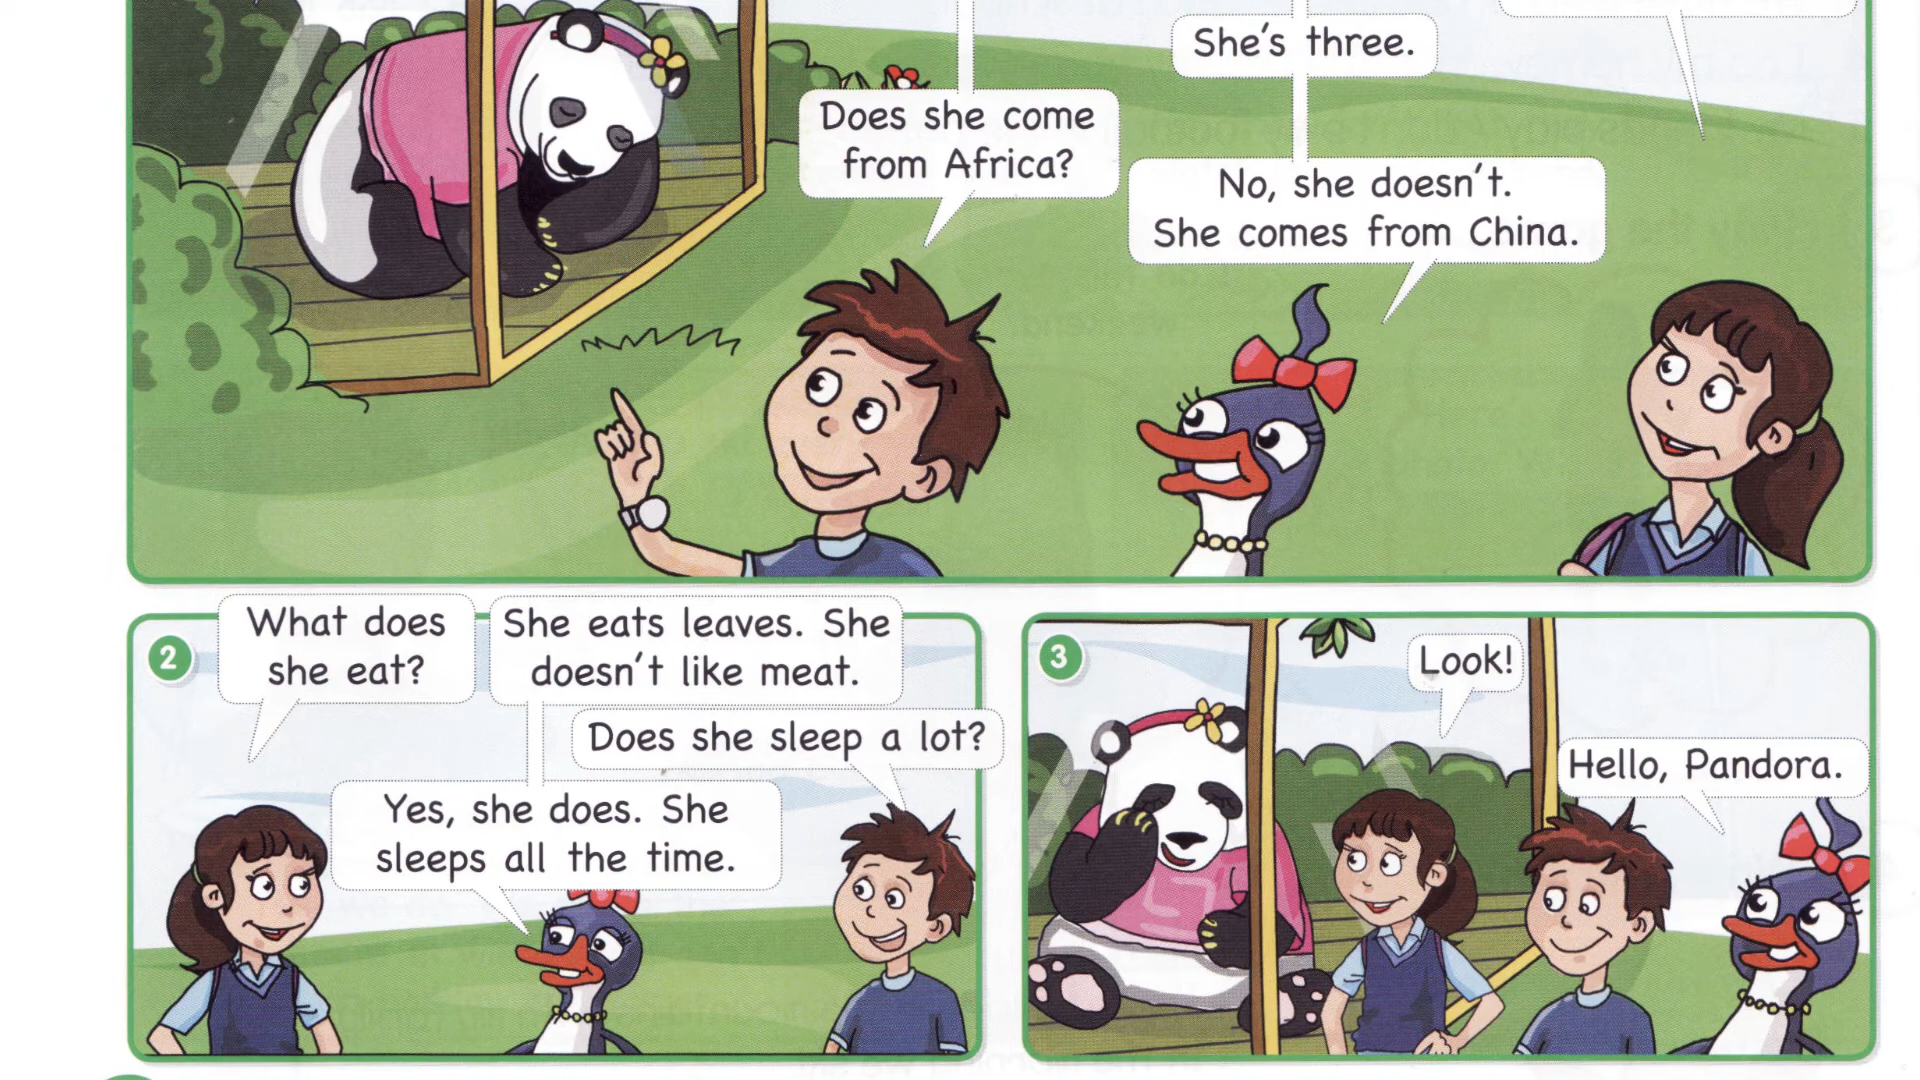 She's three.
Does she come
from Africa?
No, she doesn't.
She comes from China.
2
What does
she eat?
She eats leaves. She
doesn't like meat.
Does she sleep a lot?
Yes, she does. She
sleeps all the time.
3
Look!
Hello, Pandora.